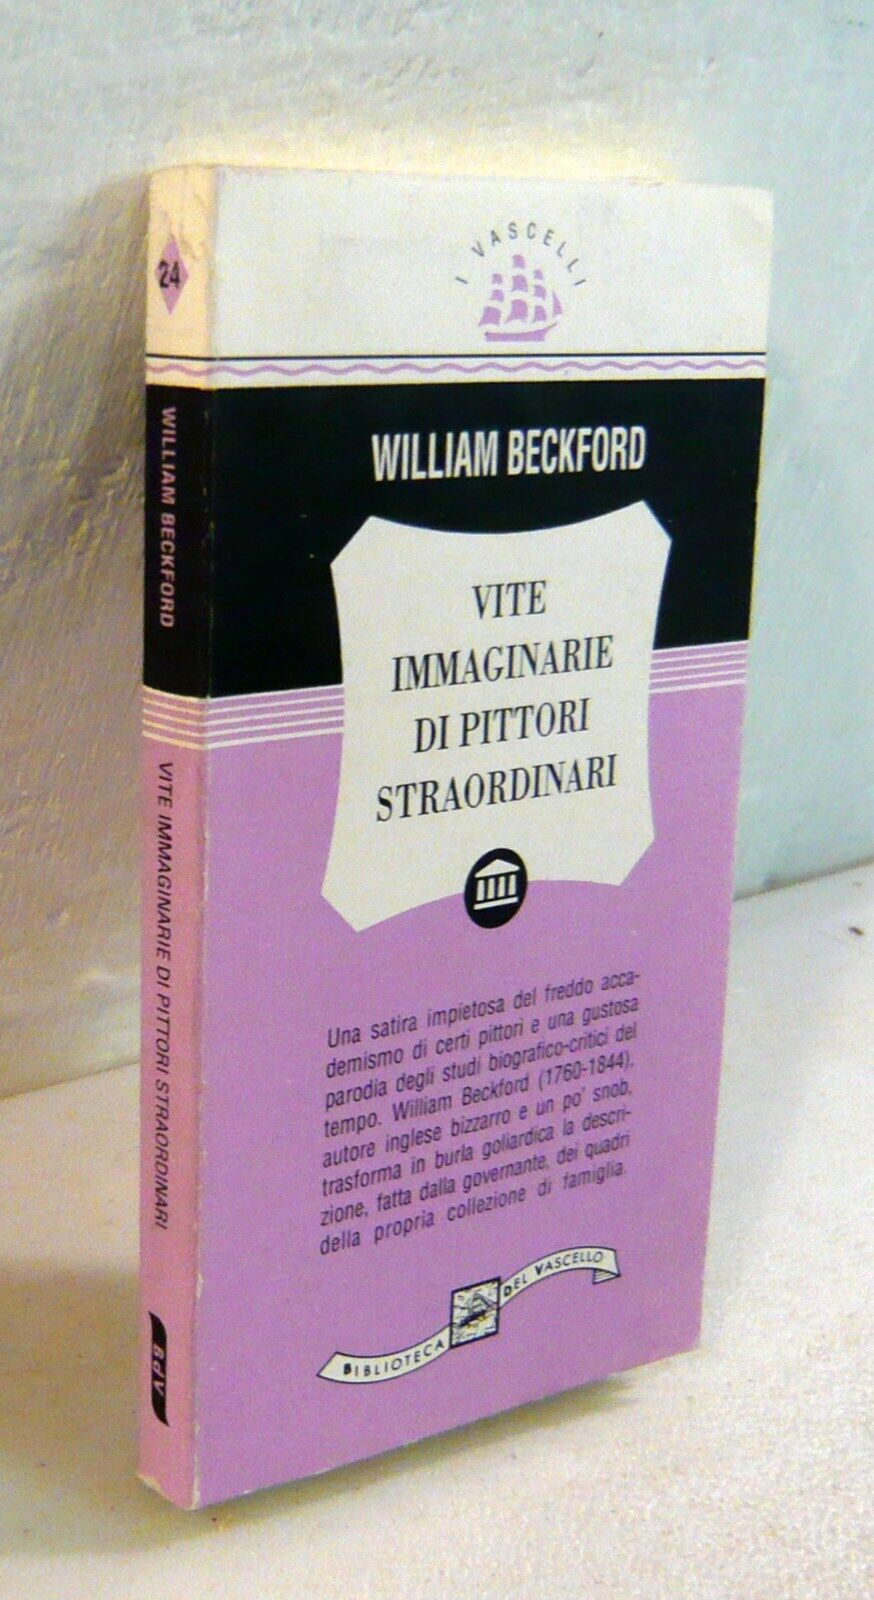 24
WILLIAM BECKFORD
VITE IMMAGINARIE DI PITTORI STRAORDINARI
BdV
I VASCELLI
WILLIAM BECKFORD
VITE
IMMAGINARIE
DI PITTORI
STRAORDINARI
Una satira impietosa del freddo acca-
demismo di certi pittori e una gustosa
parodia degli studi biografico-critici del
tempo. William Beckford (1760-1844),
autore inglese bizzarro e un po' snob,
trasforma in burla goliardica la descri-
zione, fatta dalla governante, dei quadri
della propria collezione di famiglia.
BIBLIOTECA DEL VASCELLO